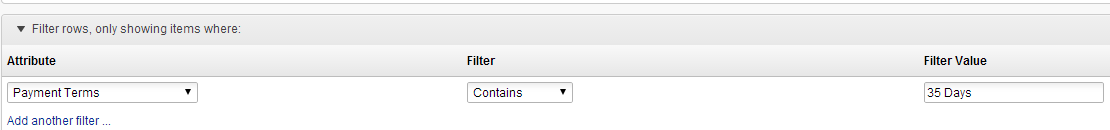 Filter rows, only showing items where:
Attribute Filter Filter Value
Payment Terms Contains 35 Days
Add another filter ...